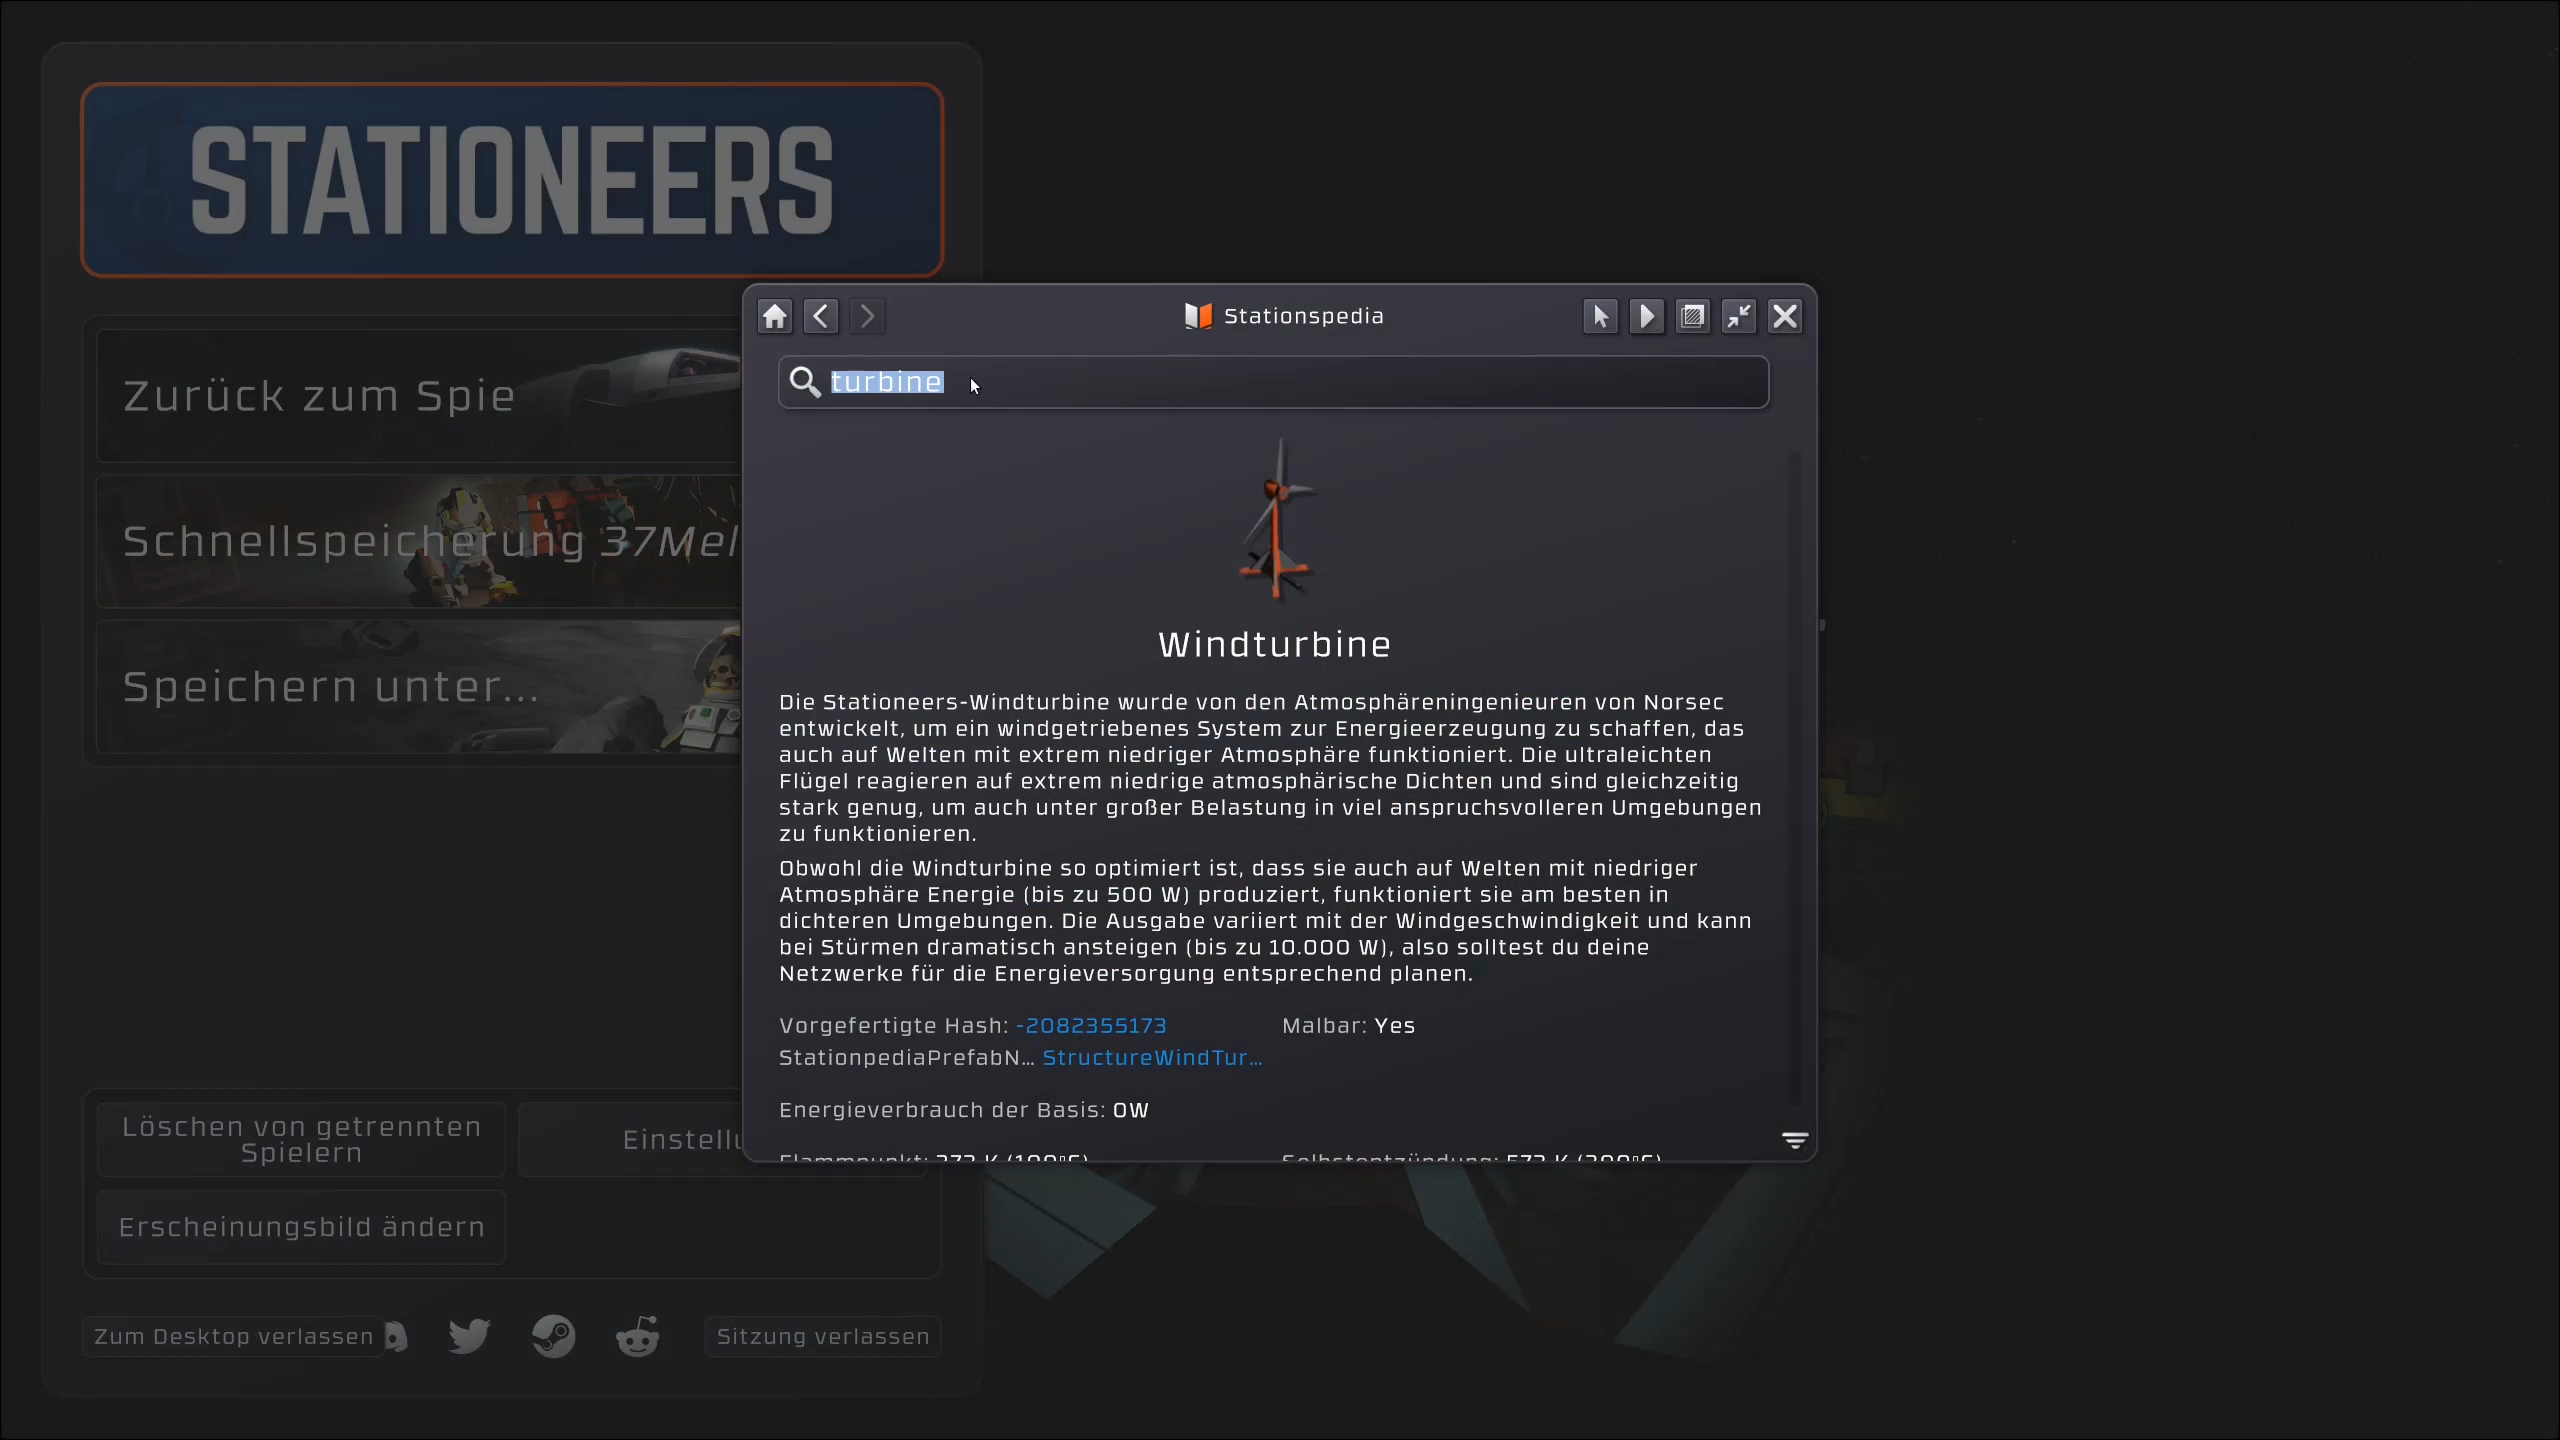 STATIONEERS
Zurück zum Spie
Schnellspeicherung 37Mel
Speichern unter...
Löschen von getrennten
Spielern
Einstell
Erscheinungsbild ändern
Zum Desktop verlassen
Sitzung verlassen
Stationspedia
turbine
Windturbine
Die Stationeers-Windturbine wurde von den Atmosphäreningenieuren von Norsec
entwickelt, um ein windgetriebenes System zur Energieerzeugung zu schaffen, das
auch auf Welten mit extrem niedriger Atmosphäre funktioniert. Die ultraleichten
Flügel reagieren auf extrem niedrige atmosphärische Dichten und sind gleichzeitig
stark genug, um auch unter großer Belastung in viel anspruchsvolleren Umgebungen
zu funktionieren.
Obwohl die Windturbine so optimiert ist, dass sie auch auf Welten mit niedriger
Atmosphäre Energie (bis zu 500 W) produziert, funktioniert sie am besten in
dichteren Umgebungen. Die Ausgabe variiert mit der Windgeschwindigkeit und kann
bei Stürmen dramatisch ansteigen (bis zu 10.000 W), also solltest du deine
Netzwerke für die Energieversorgung entsprechend planen.
Vorgefertigte Hash: -2082355173 Malbar: Yes
StationpediaPrefabN... StructureWindTur...
Energieverbrauch der Basis: 0W
Flammpunkt: 373 K Selbstentzündung: 573 K